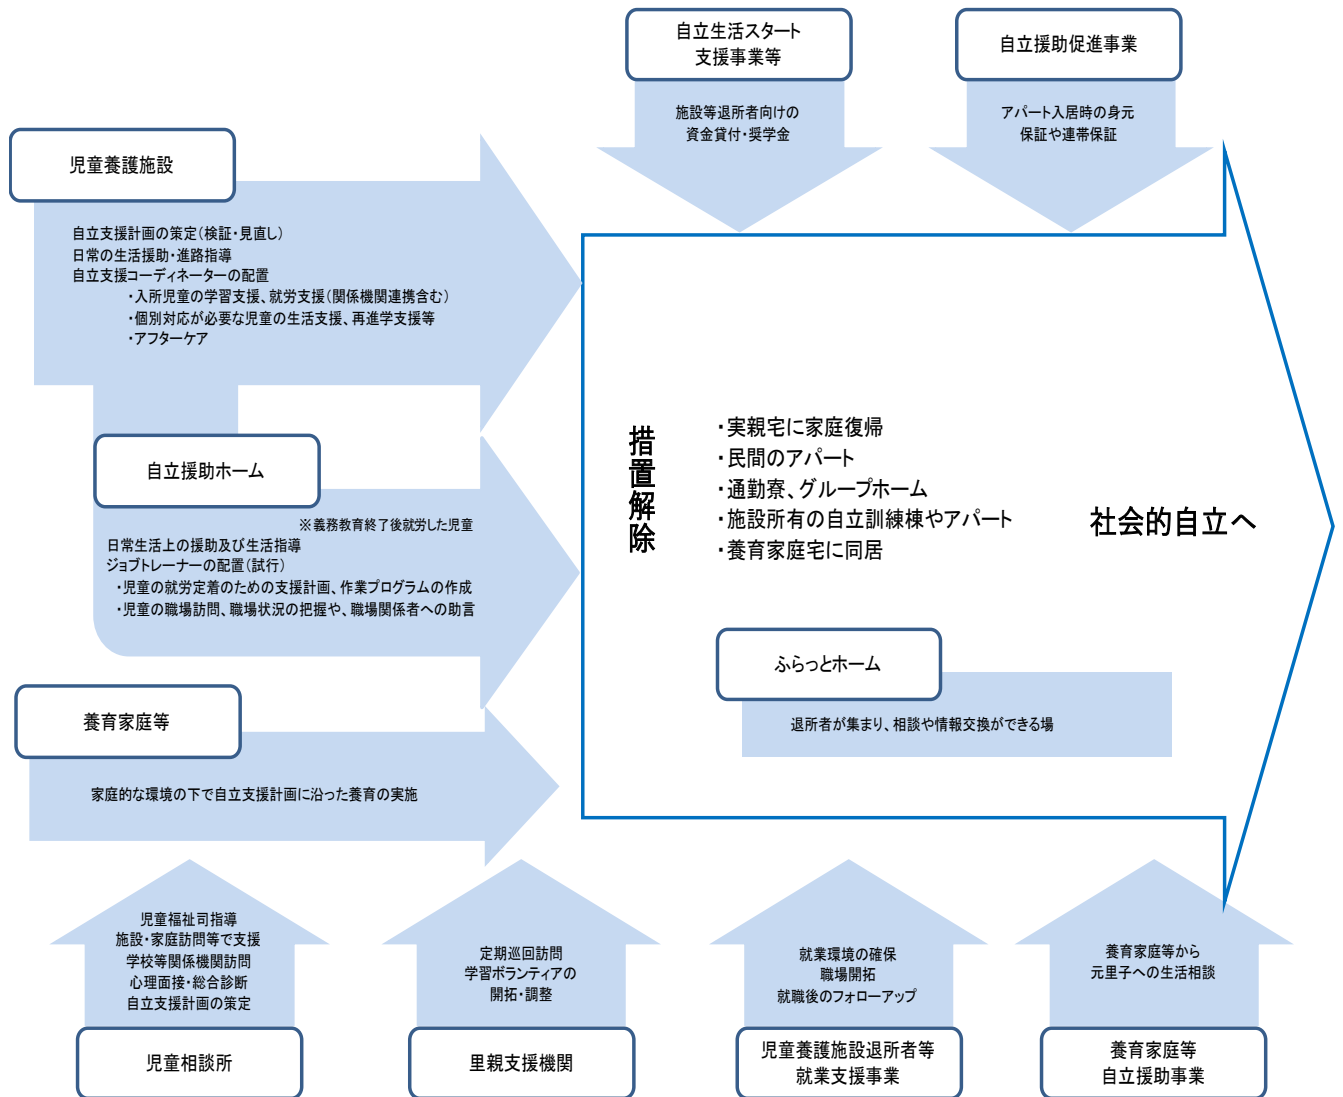 自立生活スタート
支援事業等
施設等退所者向けの
資金貸付・奨学金
自立援助促進事業
アパート入居時の身元
保証や連帯保証
児童養護施設
自立支援計画の策定(検証・見直し)
日常の生活援助・進路指導
自立支援コーディネーターの配置
・入所児童の学習支援、就労支援(関係機関連携含む)
・個別対応が必要な児童の生活支援、再進学支援等
・アフターケア
自立援助ホーム
※義務教育終了後就労した児童
日常生活上の援助及び生活指導
ジョブトレーナーの配置(試行)
・児童の就労定着のための支援計画、作業プログラムの作成
・児童の職場訪問、職場状況の把握や、職場関係者への助言
養育家庭等
家庭的な環境の下で自立支援計画に沿った養育の実施
措置解除
・実親宅に家庭復帰
・民間のアパート
・通勤寮、グループホーム
・施設所有の自立訓練棟やアパート
・養育家庭宅に同居
社会的自立へ
ふらっとホーム
退所者が集まり、相談や情報交換ができる場
児童福祉司指導
施設・家庭訪問等で支援
学校等関係機関訪問
心理面接・総合診断
自立支援計画の策定
児童相談所
定期巡回訪問
学習ボランティアの
開拓・調整
里親支援機関
就業環境の確保
職場開拓
就職後のフォローアップ
児童養護施設退所者等
就業支援事業
養育家庭等から
元里子への生活相談
養育家庭等
自立援助事業